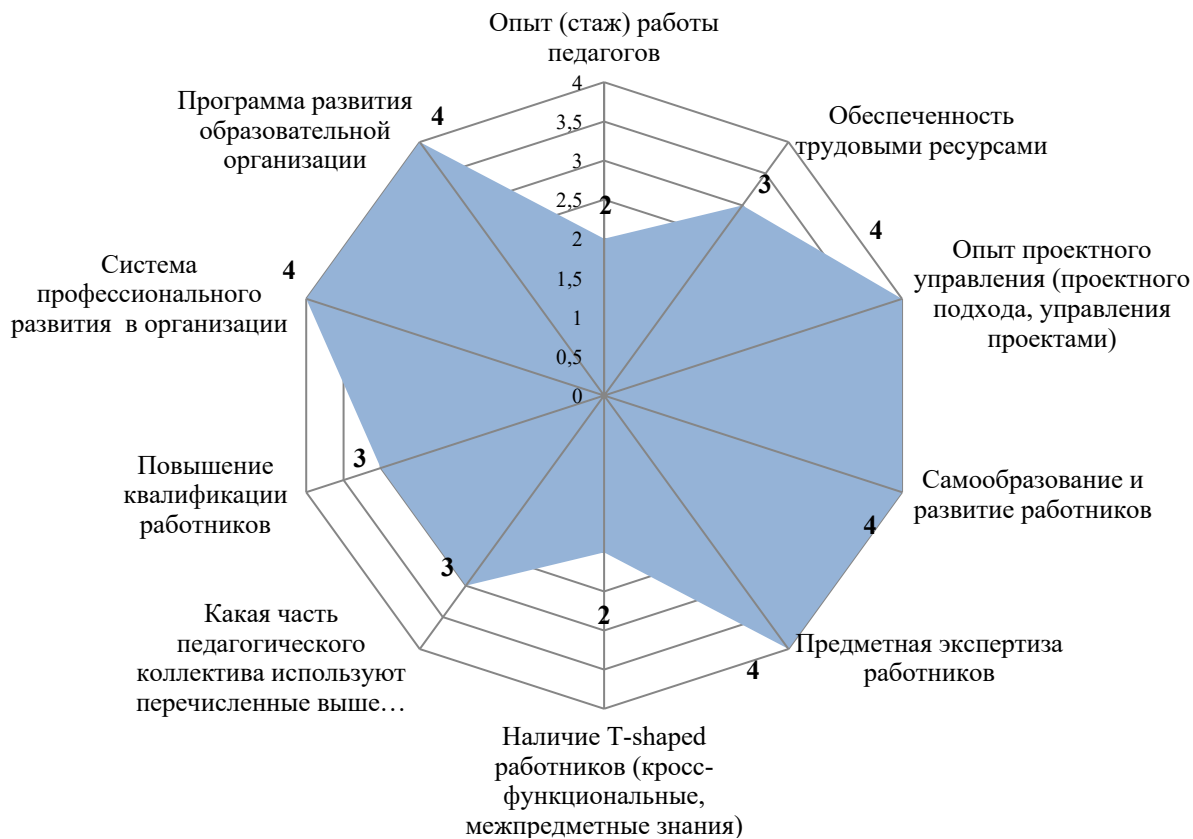 Опыт (стаж) работы
педагогов
Обеспеченность
трудовыми ресурсами
Опыт проектного
управления (проектного
подхода, управления
проектами)
Самообразование и
развитие работников
Предметная экспертиза
работников
Наличие T-shaped
работников (кросс-
функциональные,
межпредметные знания)
Какая часть
педагогического
коллектива используют
перечисленные выше…
Повышение
квалификации
работников
Система
профессионального
развития в организации
Программа развития
образовательной
организации
4
3,5
3
2,5
2
1,5
1
0,5
0
2
3
4
4
4
2
3
3
4
4